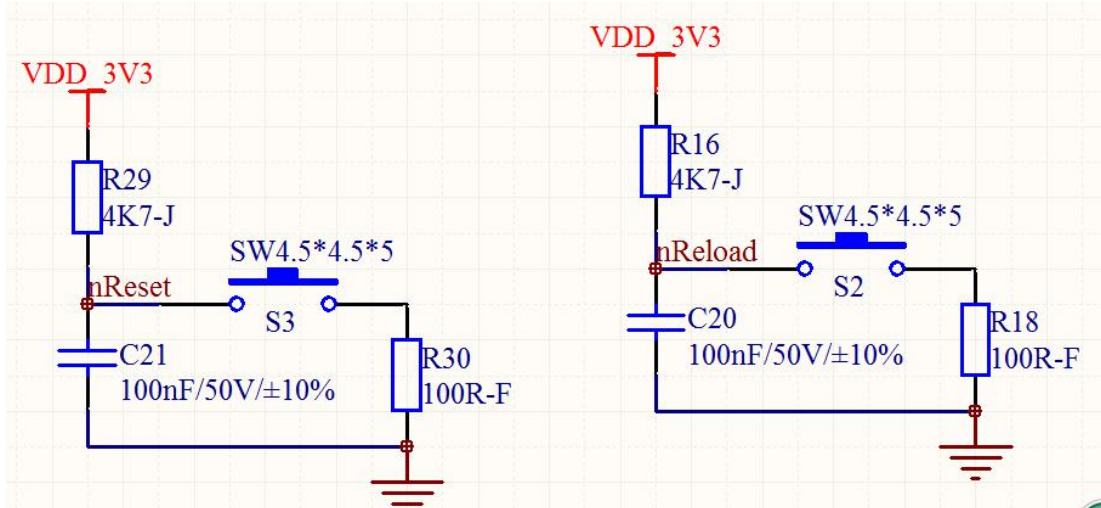 VDD_3V3
R29
4K7-J
nReset
SW4.5*4.5*5
S3
C21
100nF/50V/±10%
R30
100R-F
VDD_3V3
R16
4K7-J
nReload
SW4.5*4.5*5
S2
C20
100nF/50V/±10%
R18
100R-F